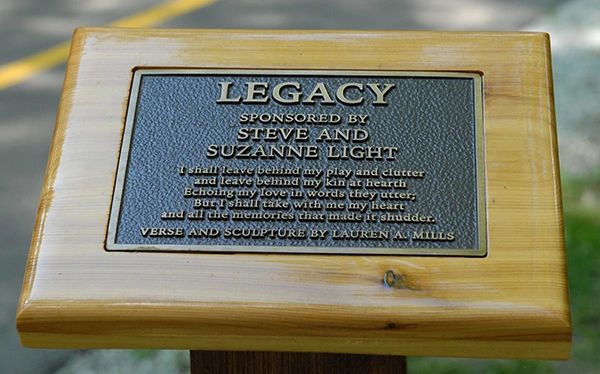 LEGACY
SPONSORED BY
STEVE AND
SUZANNE LIGHT
I shall leave behind my play and clutter
and leave behind my kin at hearth
Echoing my love in words they utter;
But I shall take with me my heart
and all the memories that made it shudder.
VERSE AND SCULPTURE BY LAUREN A. MILLS